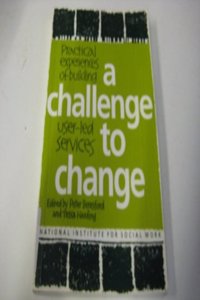 Practical
experiences
of building
a
challenge
user-led
to
services
change
Edited by Peter Beresford
and Tessa Harding
NATIONAL INSTITUTE FOR SOCIAL WORK